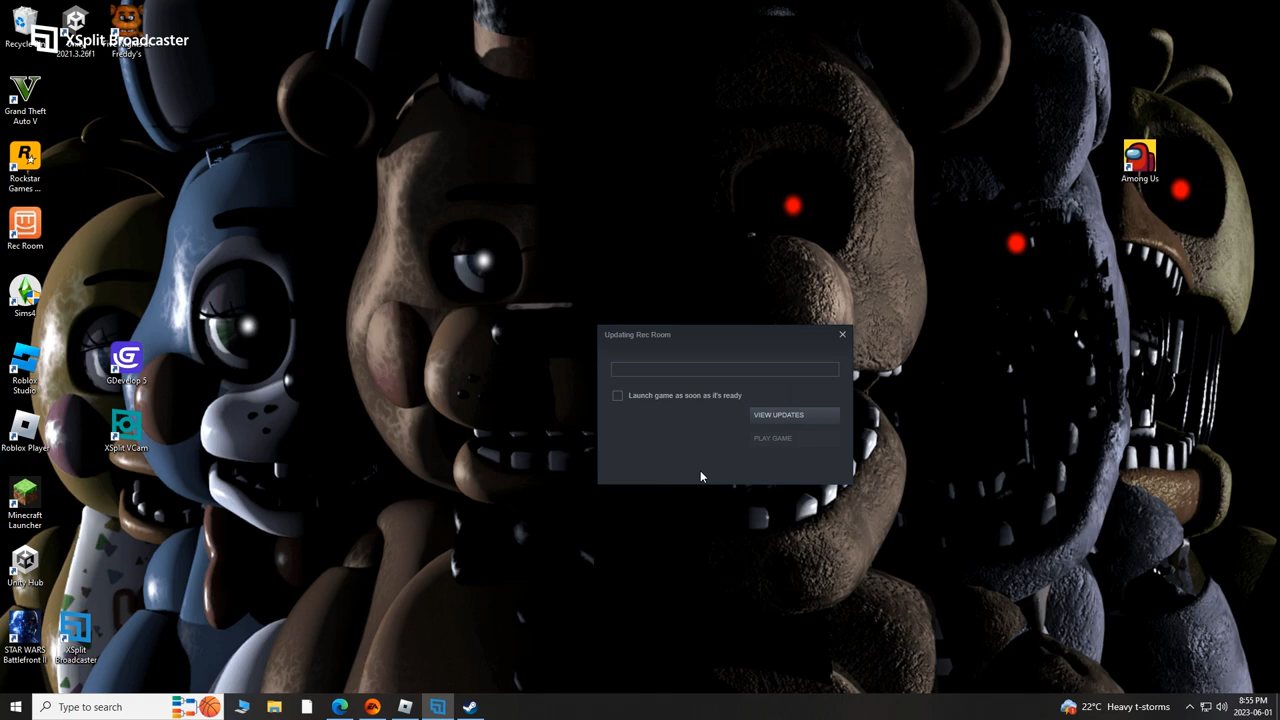 XSplit Broadcaster
Recycle
2021.3.26f1
Freddy's
Grand Theft
Auto V
Rockstar
Games ...
Rec Room
Sims4
Roblox
Studio
GDevelop 5
Roblox Player
XSplit VCam
Minecraft
Launcher
Unity Hub
STAR WARS
Battlefront II
XSplit
Broadcaster
Among Us
Updating Rec Room
Launch game as soon as it's ready
VIEW UPDATES
PLAY GAME
Type to search
22°C Heavy t-storms
8:55 PM
2023-06-01